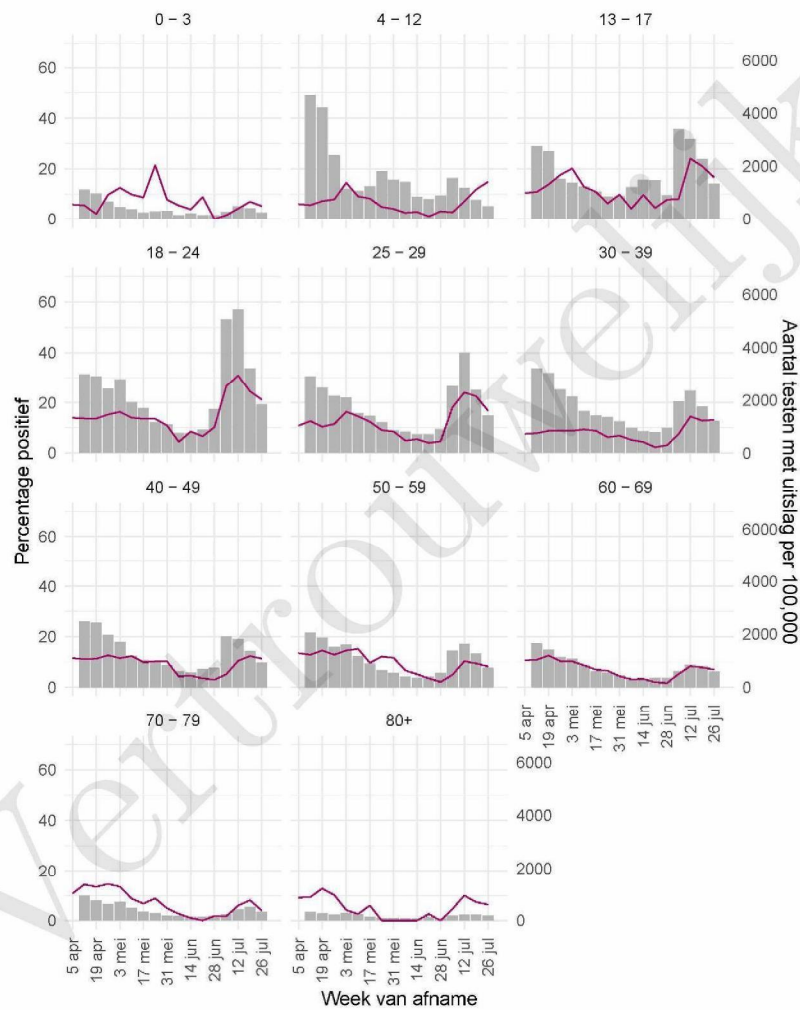 0 – 3
4 – 12
13 – 17
60
40
20
0
6000
4000
2000
0
18 – 24
25 – 29
30 – 39
60
40
20
0
6000
4000
2000
0
40 – 49
50 – 59
60 – 69
60
40
20
0
6000
4000
2000
0
5 apr
19 apr
3 mei
17 mei
31 mei
14 jun
28 jun
12 jul
26 jul
70 – 79
80+
60
40
20
0
6000
4000
2000
0
5 apr
19 apr
3 mei
17 mei
31 mei
14 jun
28 jun
12 jul
26 jul
5 apr
19 apr
3 mei
17 mei
31 mei
14 jun
28 jun
12 jul
26 jul
Percentage positief
Aantal testen met uitslag per 100,000
Week van afname
Vertrouwelijk